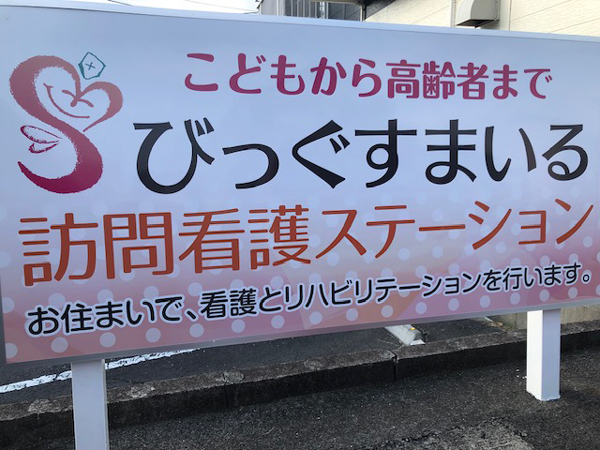 こどもから高齢者まで
びっぐすまいる
訪問看護ステーション
お住まいで、看護とリハビリテーションを行います。